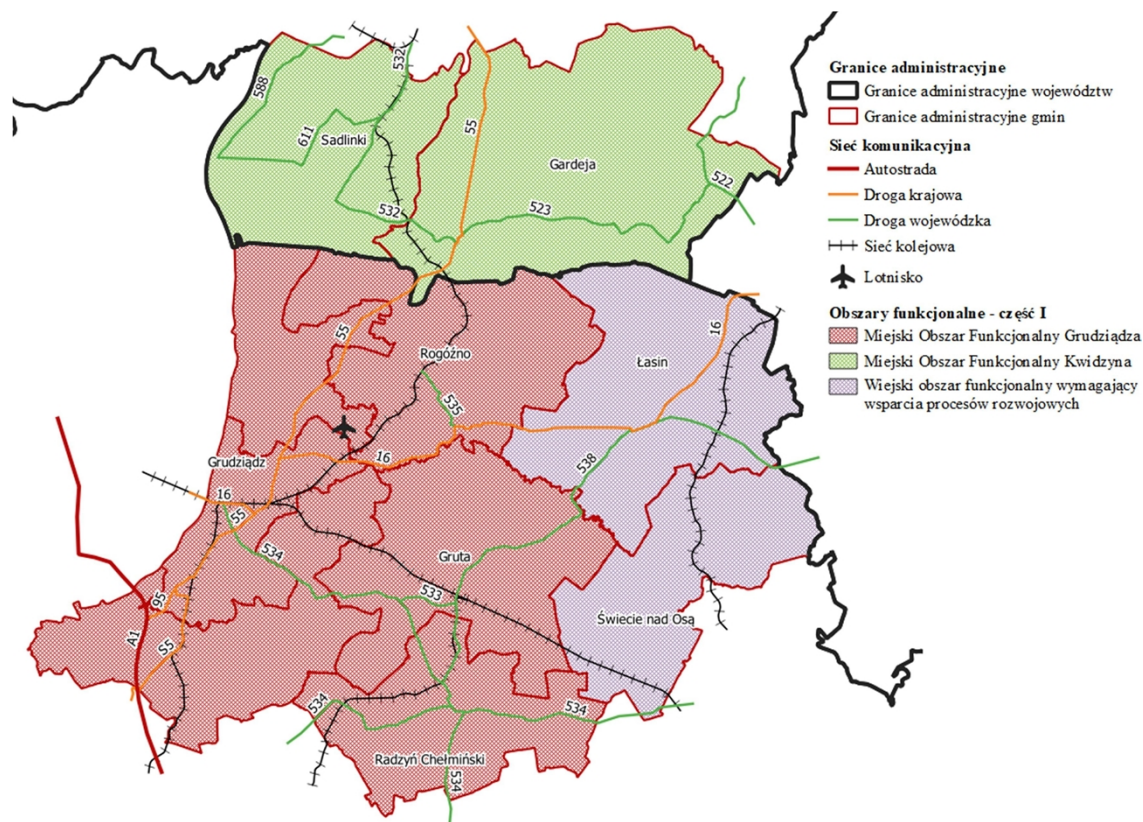 Granice administracyjne
Granice administracyjne województw
Granice administracyjne gmin
Sieć komunikacyjna
Autostrada
Droga krajowa
Droga wojewódzka
Sieć kolejowa
Lotnisko
Obszary funkcjonalne - część I
Miejski Obszar Funkcjonalny Grudziądza
Miejski Obszar Funkcjonalny Kwidzyna
Wiejski obszar funkcjonalny wymagający
wsparcia procesów rozwojowych
588
532
611
Sadlinki
55
Gardeja
522
532
523
55
16
Rogóźno
Łasin
535
16
Grudziądz
538
16
55
534
Gruta
533
95
Świecie nad Osą
A1
S5
534
534
Radzyń Chełmiński
534